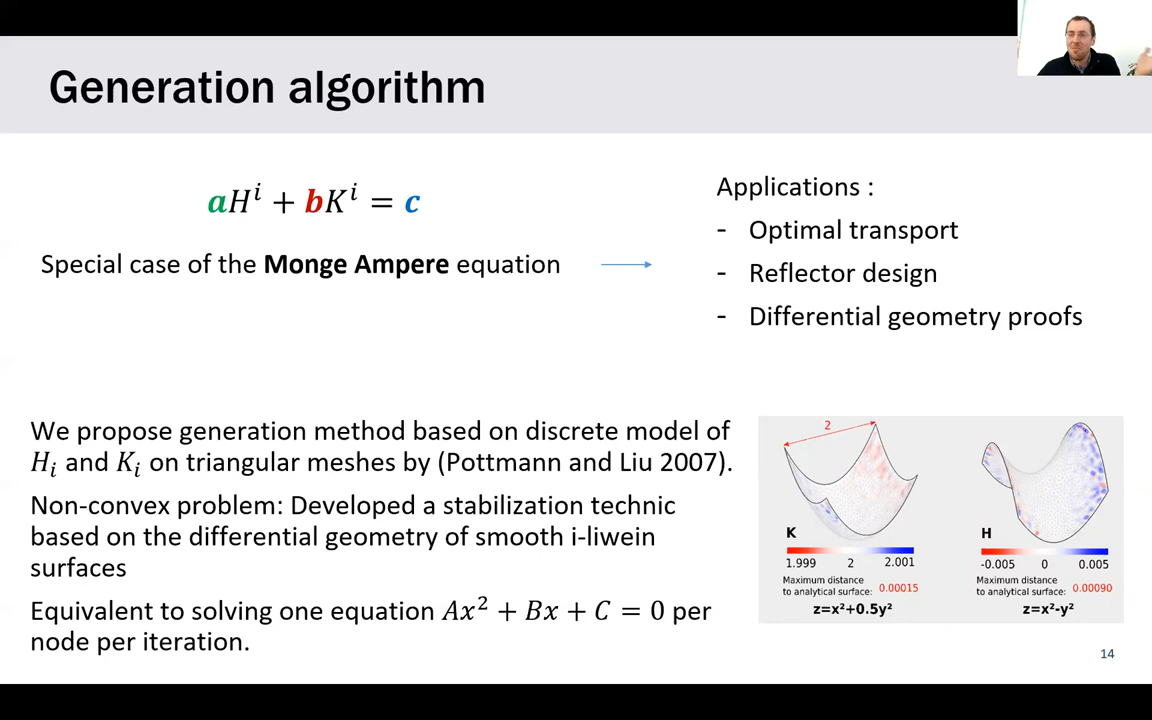 Generation algorithm
aHⁱ + bKⁱ = c
Special case of the Monge Ampere equation
Applications :
- Optimal transport
- Reflector design
- Differential geometry proofs
We propose generation method based on discrete model of
Hᵢ and Kᵢ on triangular meshes by (Pottmann and Liu 2007).
Non-convex problem: Developed a stabilization technic
based on the differential geometry of smooth i-liwein
surfaces
Equivalent to solving one equation Ax² + Bx + C = 0 per
node per iteration.
2
K
1.999 2 2.001
Maximum distance
to analytical surface: 0.00015
z=x²+0.5y²
H
-0.005 0 0.005
Maximum distance
to analytical surface: 0.00090
z=x²-y²
14